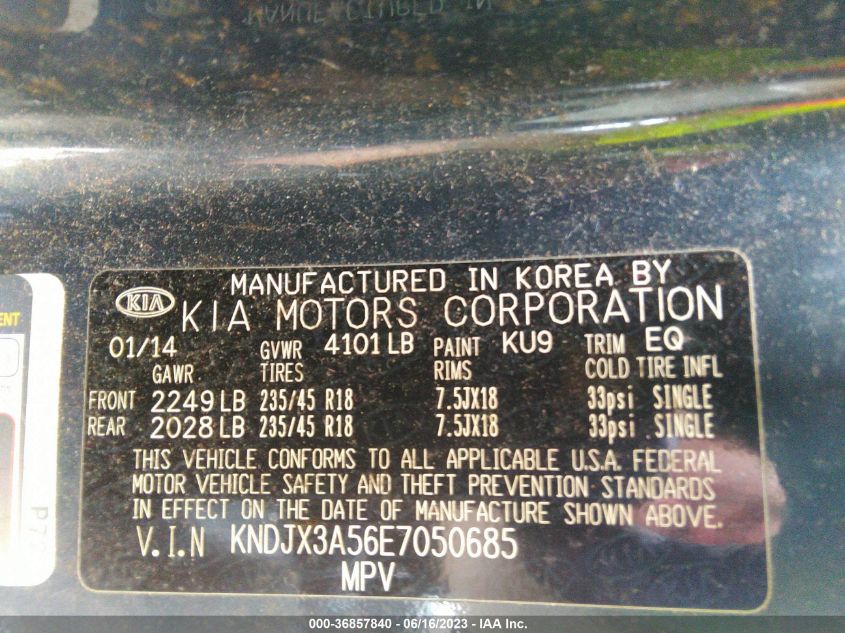 MANUFACTURED IN
MANUFACTURED IN KOREA BY
KIA KIA MOTORS CORPORATION
01/14 GVWR 4101 LB PAINT KU9 TRIM EQ
GAWR TIRES RIMS COLD TIRE INFL
FRONT 2249 LB 235/45 R18 7.5JX18 33psi SINGLE
REAR 2028 LB 235/45 R18 7.5JX18 33psi SINGLE
THIS VEHICLE CONFORMS TO ALL APPLICABLE U.S.A. FEDERAL
MOTOR VEHICLE SAFETY AND THEFT PREVENTION STANDARDS
IN EFFECT ON THE DATE OF MANUFACTURE SHOWN ABOVE.
V.I.N KNDJX3A56E7050685
MPV
000-36857840 - 06/16/2023 - IAA Inc.